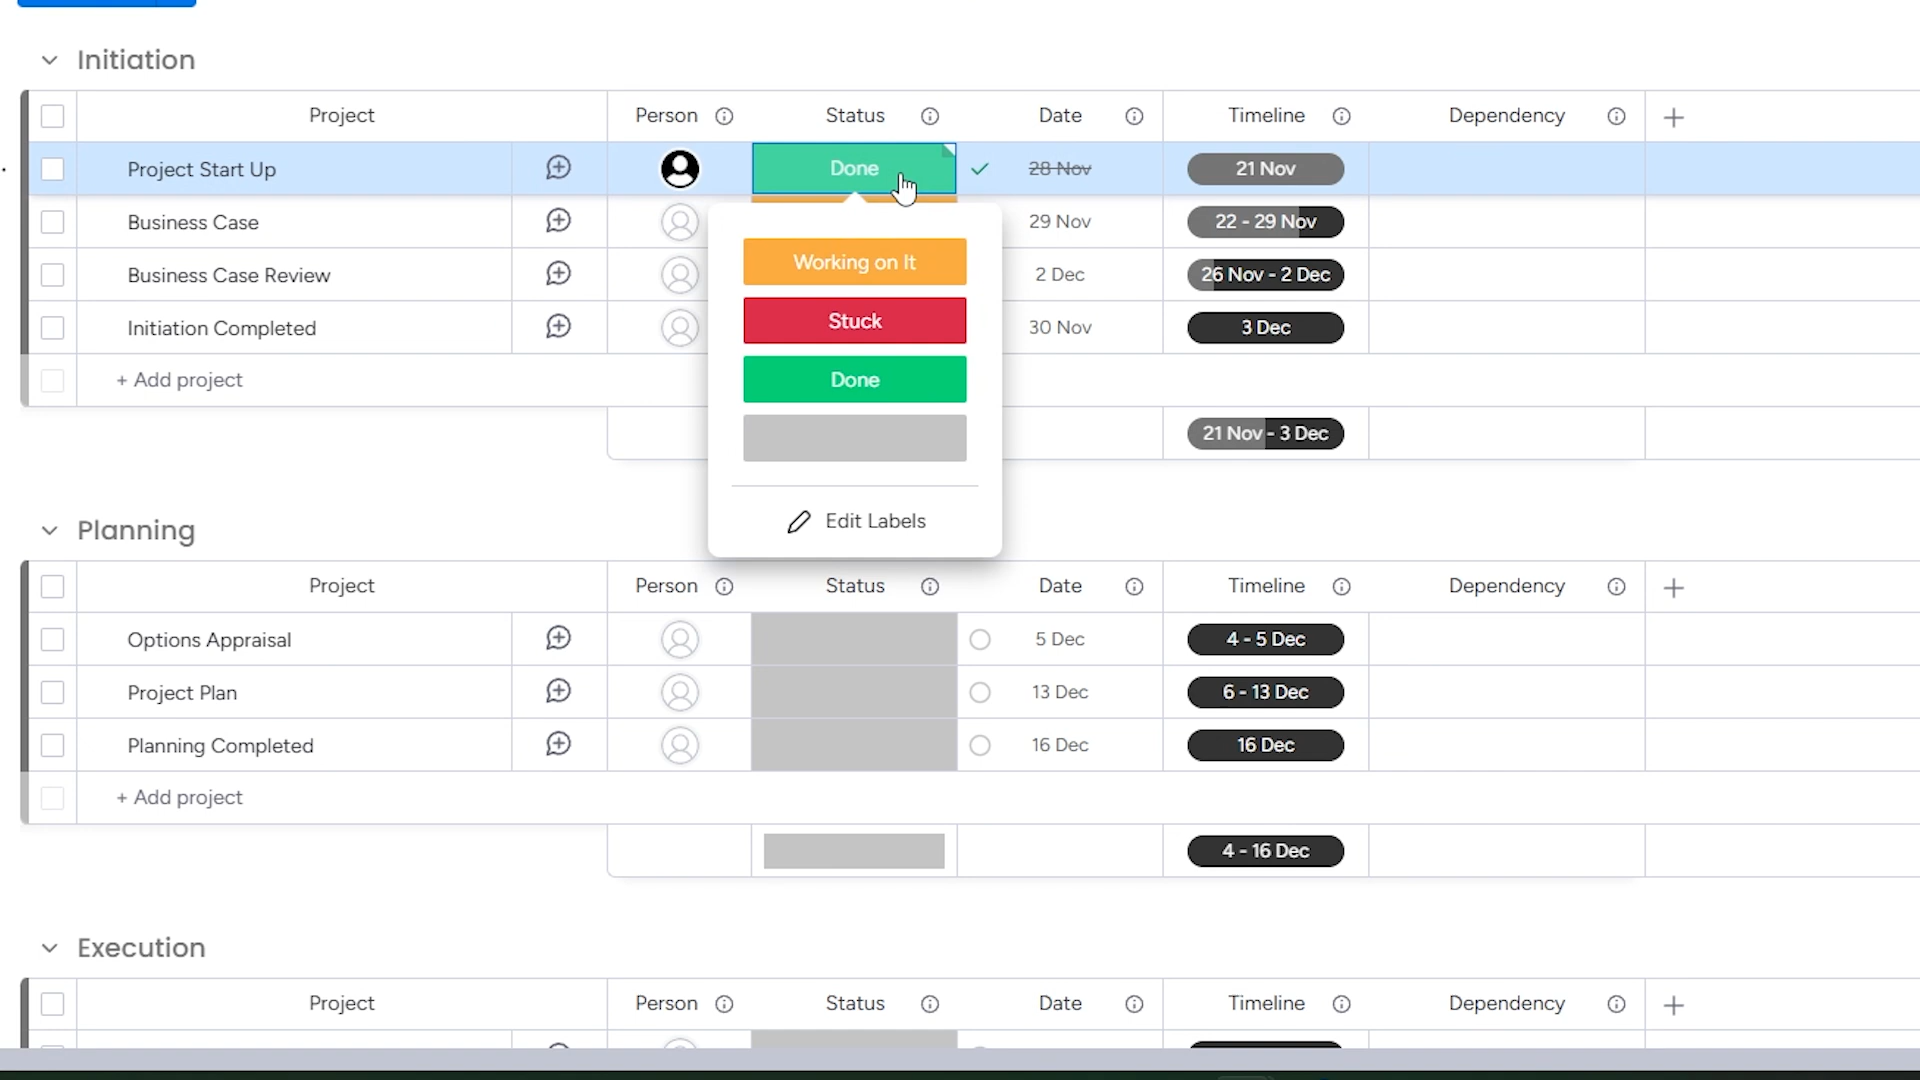 Initiation
Project Person Status Date Timeline Dependency
Project Start Up Done 28 Nov 21 Nov
Business Case 29 Nov 22 - 29 Nov
Business Case Review 2 Dec 26 Nov - 2 Dec
Initiation Completed 30 Nov 3 Dec
+ Add project
21 Nov - 3 Dec
Working on It
Stuck
Done
Edit Labels
Planning
Project Person Status Date Timeline Dependency
Options Appraisal 5 Dec 4 - 5 Dec
Project Plan 13 Dec 6 - 13 Dec
Planning Completed 16 Dec 16 Dec
+ Add project
4 - 16 Dec
Execution
Project Person Status Date Timeline Dependency